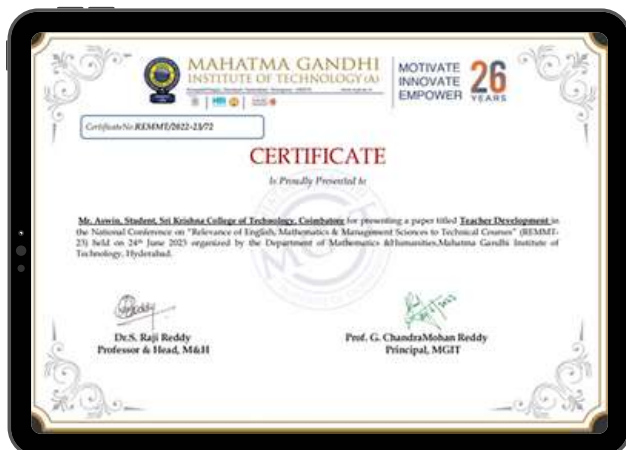 MAHATMA GANDHI
INSTITUTE OF TECHNOLOGY (A)
MOTIVATE
INNOVATE
EMPOWER
26
YEARS
CertificateNo:REMMT/2022-23/72
CERTIFICATE
Is Proudly Presented to
Mr. Aswin, Student, Sri Krishna College of Technology, Coimbatore for presenting a paper titled Teacher Development in
the National Conference on "Relevance of English, Mathematics & Management Sciences to Technical Courses" (REMMT-
23) held on 24th June 2023 organized by the Department of Mathematics &Humanities,Mahatma Gandhi Institute of
Technology, Hyderabad.
MGIT
Dr.S. Raji Reddy
Professor & Head, M&H
Prof. G. ChandraMohan Reddy
Principal, MGIT